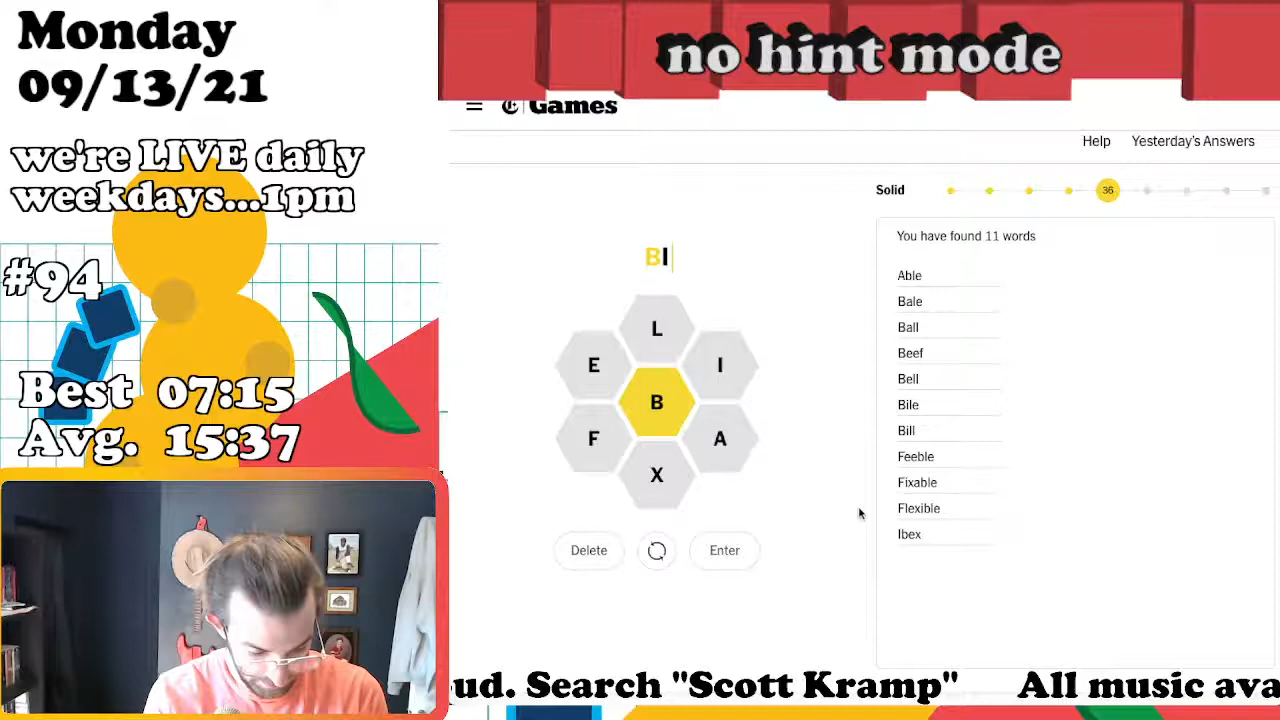 Monday
09/13/21
we're LIVE daily
weekdays...1pm
#94
Best 07:15
Avg. 15:37
no hint mode
Games
Help Yesterday's Answers
Solid 36
You have found 11 words
Able
Bale
Ball
Beef
Bell
Bile
Bill
Feeble
Fixable
Flexible
Ibex
BI
L
E
I
B
F
A
X
Delete Enter
ud. Search "Scott Kramp" All music ava